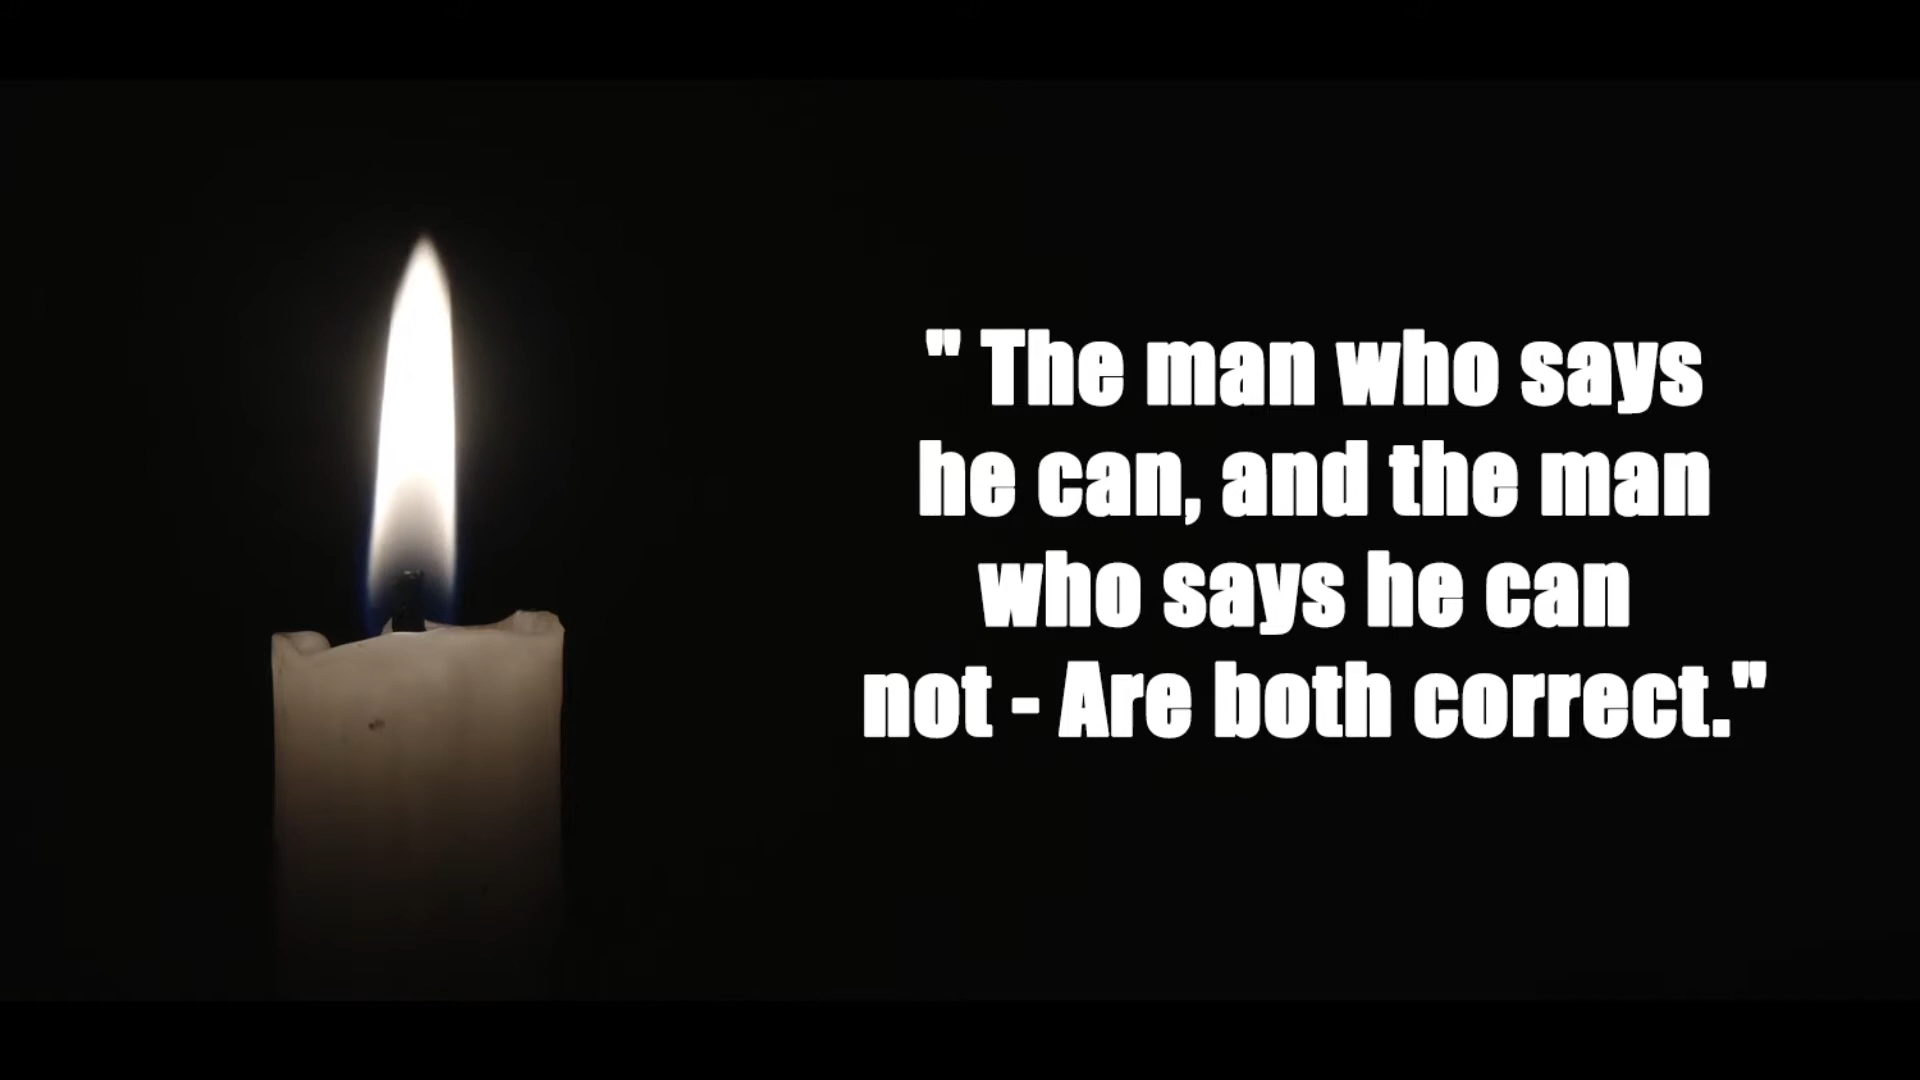 " The man who says
he can, and the man
who says he can
not - Are both correct."